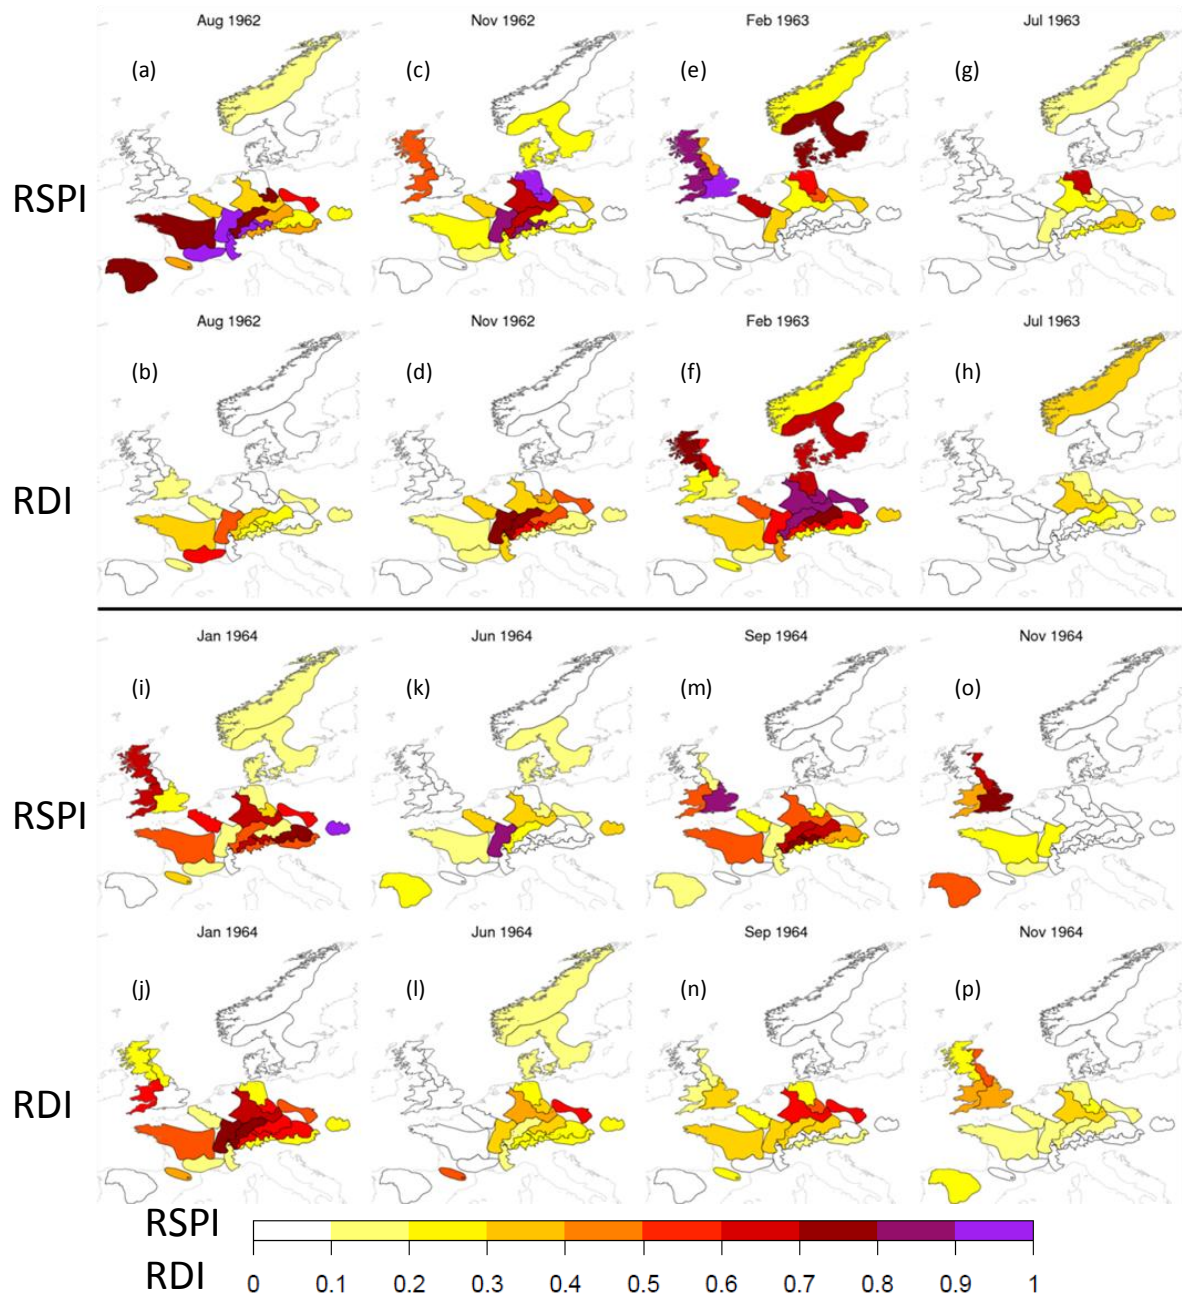 Aug 1962 Nov 1962 Feb 1963 Jul 1963
(a) (c) (e) (g)
RSPI
Aug 1962 Nov 1962 Feb 1963 Jul 1963
(b) (d) (f) (h)
RDI
Jan 1964 Jun 1964 Sep 1964 Nov 1964
(i) (k) (m) (o)
RSPI
Jan 1964 Jun 1964 Sep 1964 Nov 1964
(j) (l) (n) (p)
RDI
RSPI
RDI
0 0.1 0.2 0.3 0.4 0.5 0.6 0.7 0.8 0.9 1